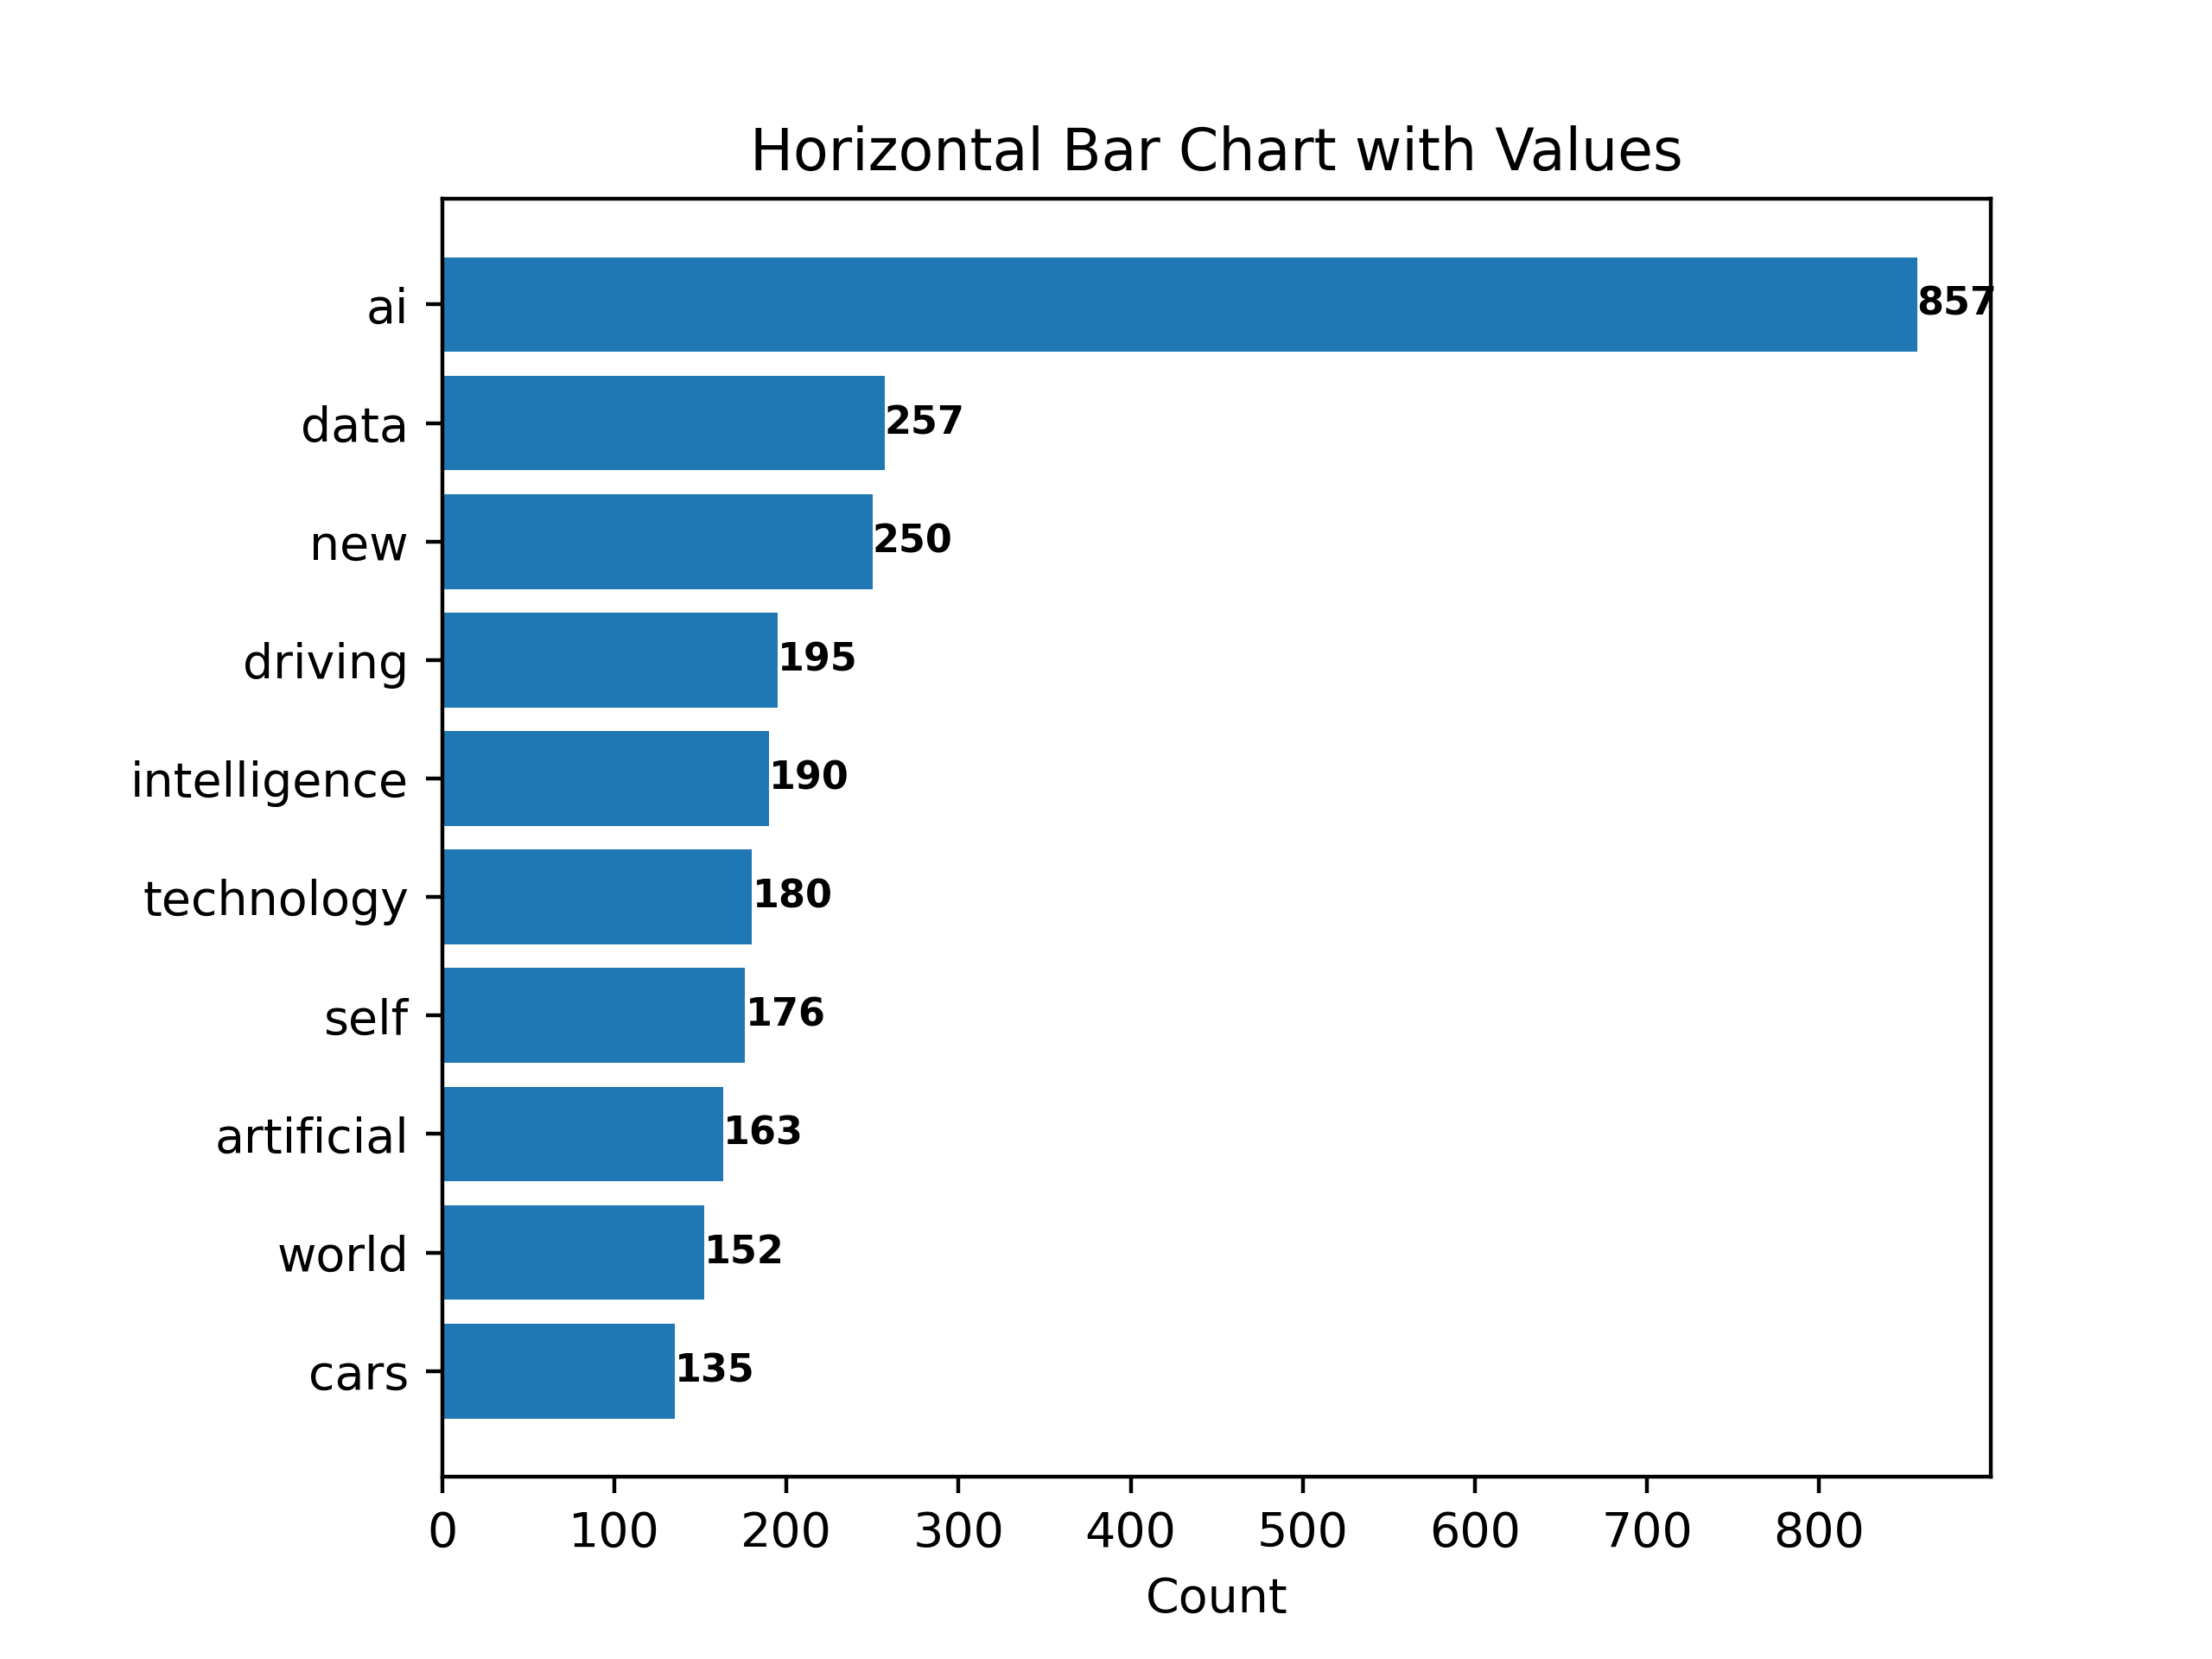 Horizontal Bar Chart with Values
ai 857
data 257
new 250
driving 195
intelligence 190
technology 180
self 176
artificial 163
world 152
cars 135
0 100 200 300 400 500 600 700 800
Count